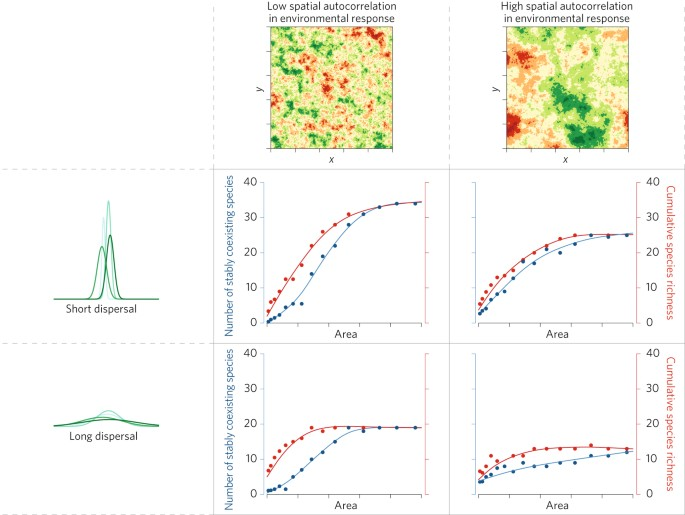 Low spatial autocorrelation
in environmental response
High spatial autocorrelation
in environmental response
y
x
y
x
Short dispersal
Number of stably coexisting species
40
30
20
10
0
Area
40
30
20
10
0
Cumulative species
richness
Area
Long dispersal
Number of stably coexisting species
40
30
20
10
0
Area
40
30
20
10
0
Cumulative species
richness
Area